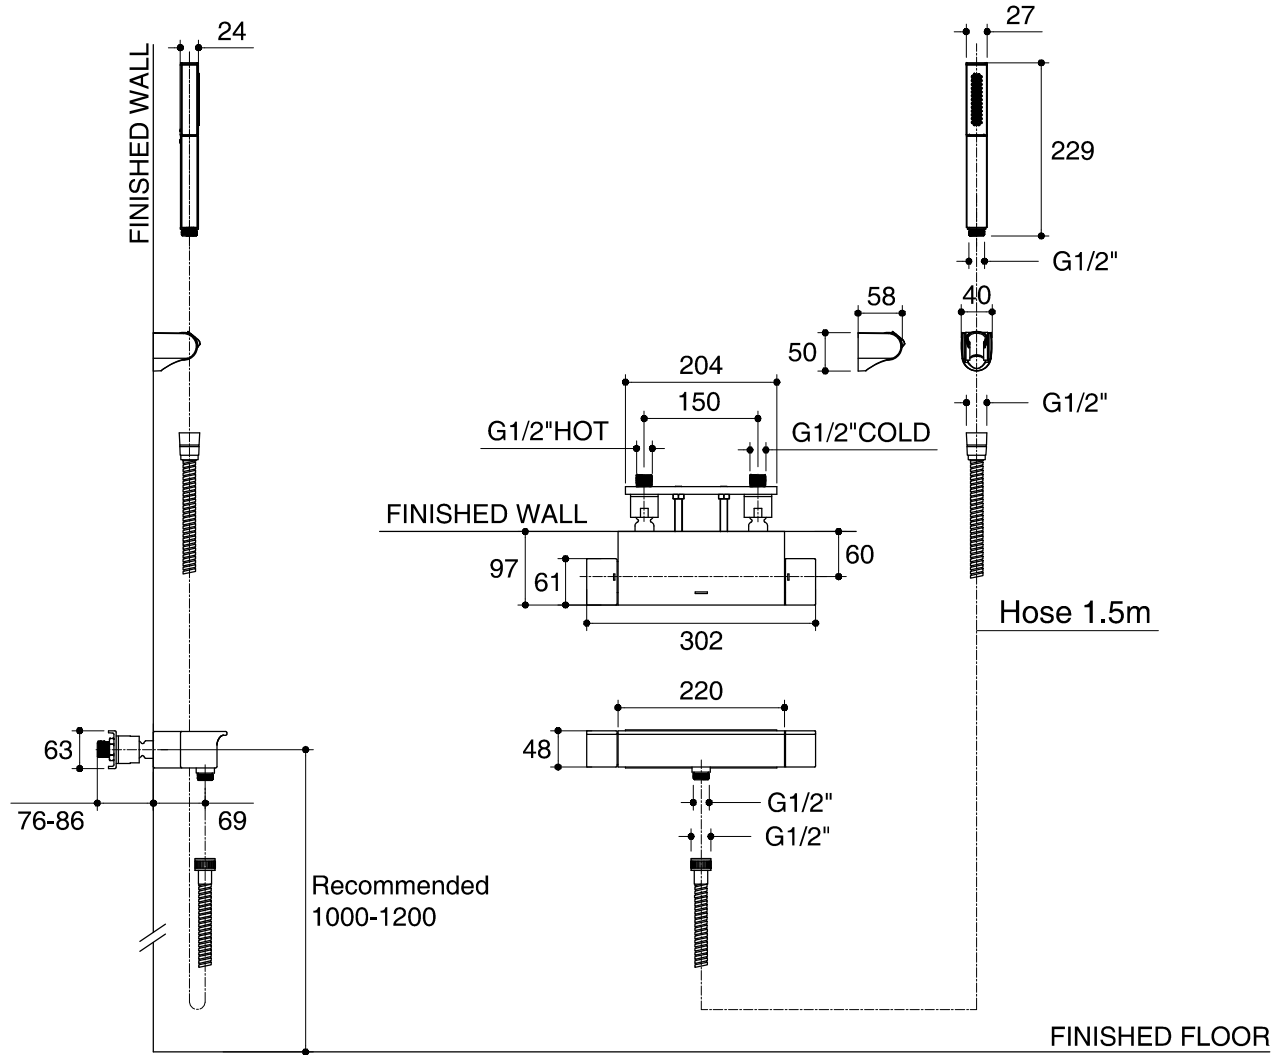 24
27
FINISHED WALL
229
G1/2"
58
40
50
204
150
G1/2"
G1/2"HOT
G1/2"COLD
FINISHED WALL
97
61
60
302
Hose 1.5m
220
63
48
76-86
69
G1/2"
G1/2"
Recommended
1000-1200
FINISHED FLOOR